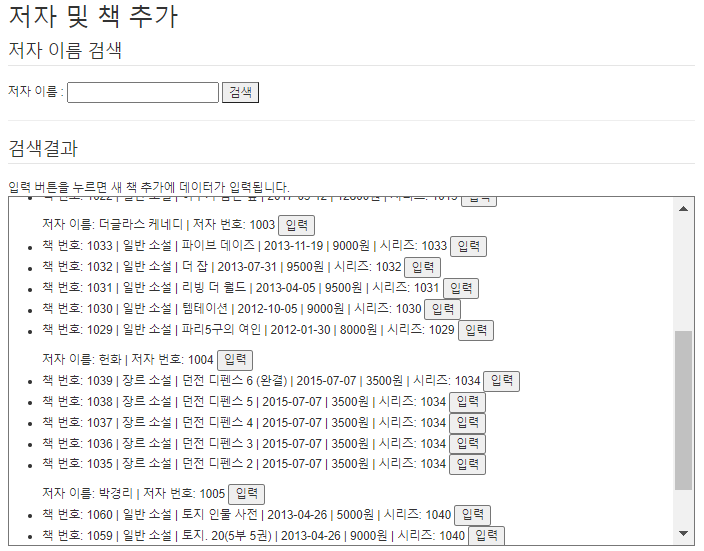 저자 및 책 추가
저자 이름 검색
저자 이름 : 검색
검색결과
입력 버튼을 누르면 새 책 추가에 데이터가 입력됩니다.
저자 이름: 더글라스 케네디 | 저자 번호: 1003 입력
책 번호: 1033 | 일반 소설 | 파이브 데이즈 | 2013-11-19 | 9000원 | 시리즈: 1033 입력
책 번호: 1032 | 일반 소설 | 더 잡 | 2013-07-31 | 9500원 | 시리즈: 1032 입력
책 번호: 1031 | 일반 소설 | 리빙 더 월드 | 2013-04-05 | 9500원 | 시리즈: 1031 입력
책 번호: 1030 | 일반 소설 | 템테이션 | 2012-10-05 | 9000원 | 시리즈: 1030 입력
책 번호: 1029 | 일반 소설 | 파리5구의 여인 | 2012-01-30 | 8000원 | 시리즈: 1029 입력
저자 이름: 헌화 | 저자 번호: 1004 입력
책 번호: 1039 | 장르 소설 | 던전 디펜스 6 (완결) | 2015-07-07 | 3500원 | 시리즈: 1034 입력
책 번호: 1038 | 장르 소설 | 던전 디펜스 5 | 2015-07-07 | 3500원 | 시리즈: 1034 입력
책 번호: 1037 | 장르 소설 | 던전 디펜스 4 | 2015-07-07 | 3500원 | 시리즈: 1034 입력
책 번호: 1036 | 장르 소설 | 던전 디펜스 3 | 2015-07-07 | 3500원 | 시리즈: 1034 입력
책 번호: 1035 | 장르 소설 | 던전 디펜스 2 | 2015-07-07 | 3500원 | 시리즈: 1034 입력
저자 이름: 박경리 | 저자 번호: 1005 입력
책 번호: 1060 | 일반 소설 | 토지 인물 사전 | 2013-04-26 | 5000원 | 시리즈: 1040 입력
책 번호: 1059 | 일반 소설 | 토지. 20(5부 5권) | 2013-04-26 | 9000원 | 시리즈: 1040 입력